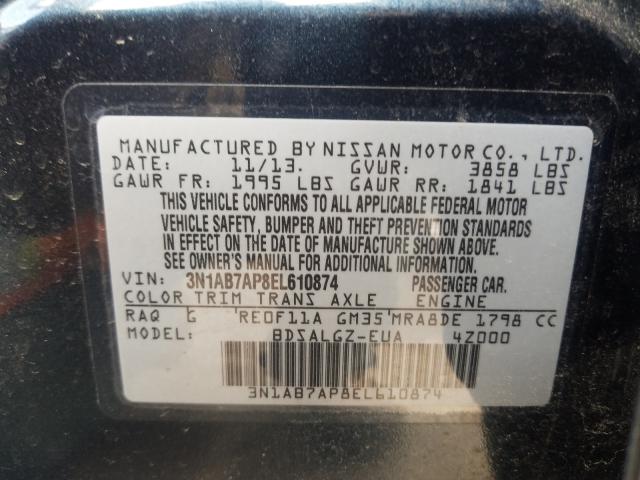 MANUFACTURED BY NISSAN MOTOR CO., LTD.
DATE: 11/13. GVWR: 3858 LBS
GAWR FR: 1995 LBS GAWR RR: 1841 LBS
THIS VEHICLE CONFORMS TO ALL APPLICABLE FEDERAL MOTOR
VEHICLE SAFETY, BUMPER AND THEFT PREVENTION STANDARDS
IN EFFECT ON THE DATE OF MANUFACTURE SHOWN ABOVE.
SEE OWNER'S MANUAL FOR ADDITIONAL INFORMATION.
VIN: 3N1AB7AP8EL610874 PASSENGER CAR.
COLOR TRIM TRANS AXLE ENGINE
RAQ G RE0F11A GM35 MRA8DE 1798 CC
MODEL: BDSALGZ-EUA 4Z000
3N1AB7AP8EL610874